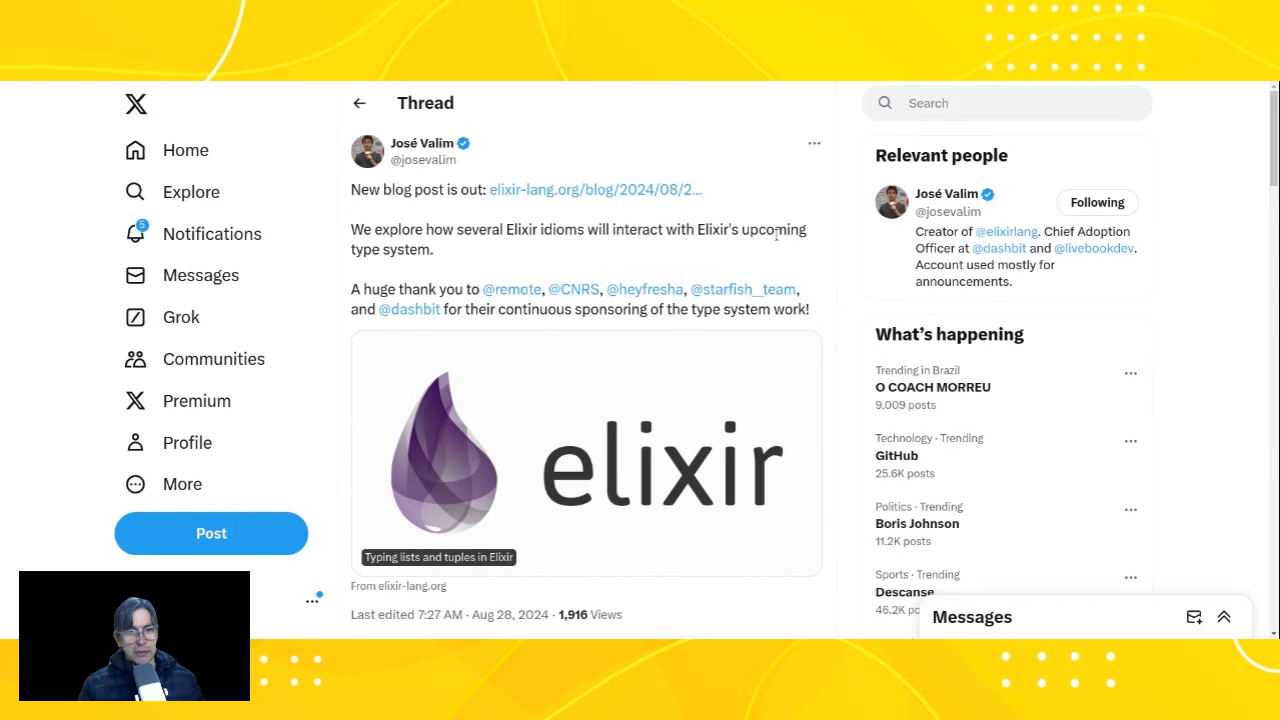 Home
Explore
5
Notifications
Messages
Grok
Communities
Premium
Profile
More
Post
Thread
José Valim
@josevalim
New blog post is out: elixir-lang.org/blog/2024/08/2...
We explore how several Elixir idioms will interact with Elixir's upcoming
type system.
A huge thank you to @remote, @CNRS, @heyfresha, @starfish__team,
and @dashbit for their continuous sponsoring of the type system work!
elixir
Typing lists and tuples in Elixir
From elixir-lang.org
Last edited 7:27 AM · Aug 28, 2024 · 1,916 Views
Search
Relevant people
José Valim
@josevalim
Following
Creator of @elixirlang. Chief Adoption
Officer at @dashbit and @livebookdev.
Account used mostly for
announcements.
What's happening
Trending in Brazil
O COACH MORREU
9,009 posts
Technology · Trending
GitHub
25.6K posts
Politics · Trending
Boris Johnson
11.2K posts
Sports · Trending
Descanse
46.2K po
Messages